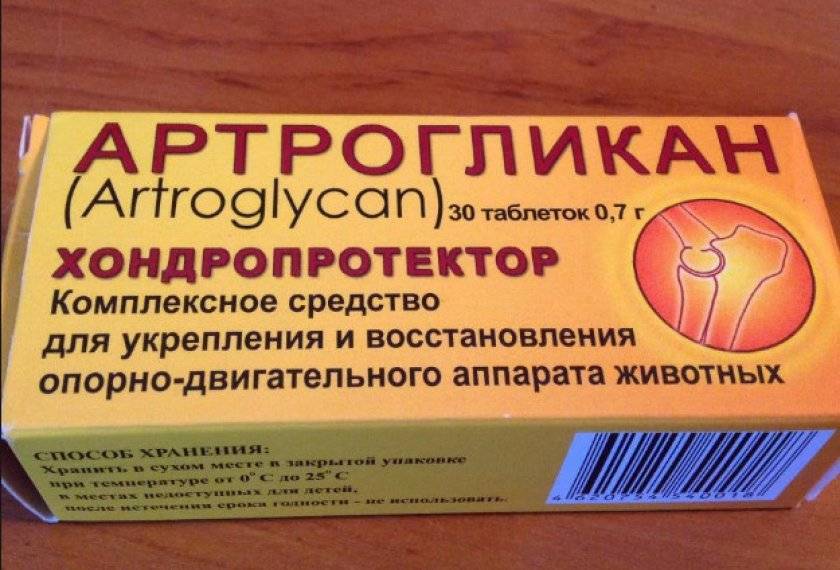 АРТРОГЛИКАН
(Artroglycan) 30 таблеток 0,7 г
ХОНДРОПРОТЕКТОР
Комплексное средство
для укрепления и восстановления
опорно-двигательного аппарата животных
СПОСОБ ХРАНЕНИЯ:
Хранить в сухом месте в закрытой упаковке
при температуре от 0°С до 25°С
в местах недоступных для детей,
после истечения срока годности - не использовать.
4620754540018